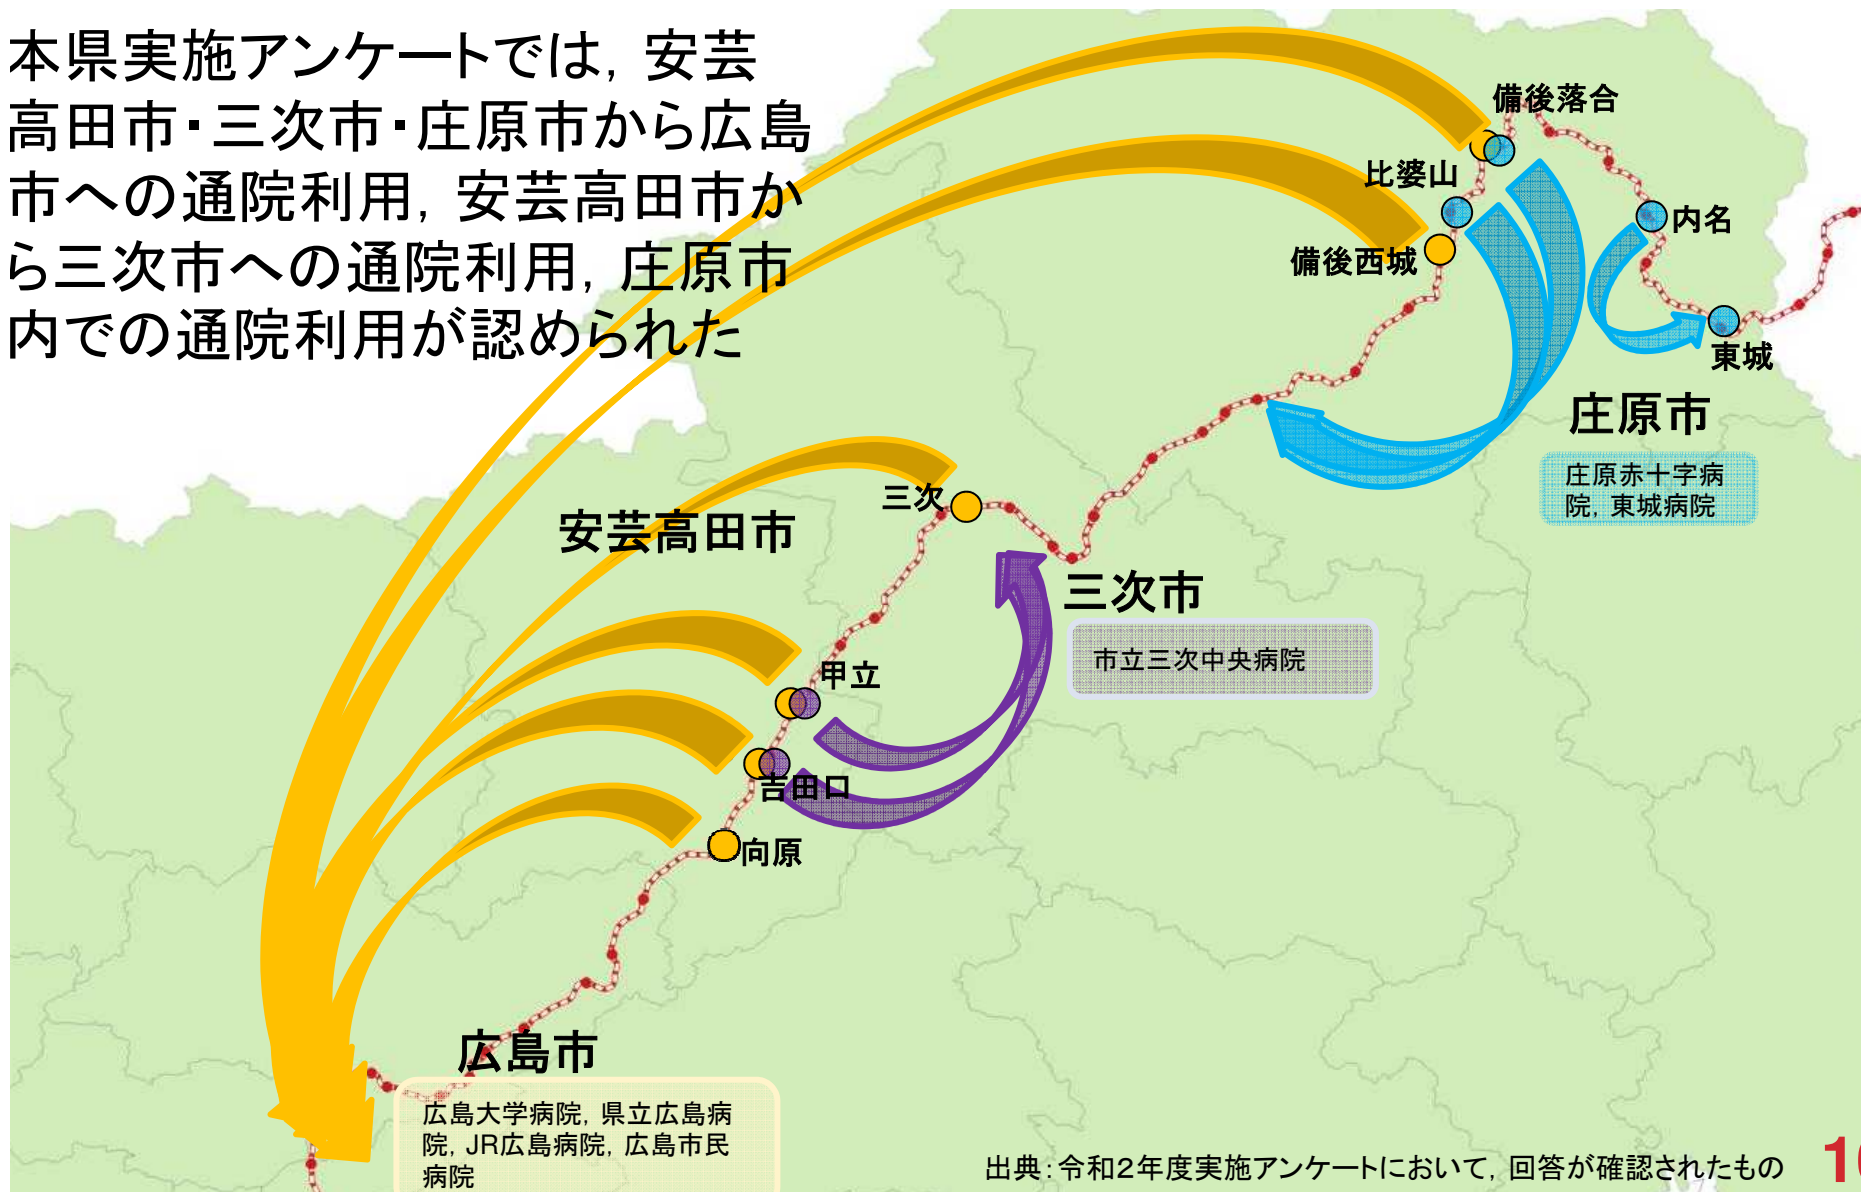 本県実施アンケートでは，安芸
高田市・三次市・庄原市から広島
市への通院利用，安芸高田市か
ら三次市への通院利用，庄原市
内での通院利用が認められた
備後落合
比婆山
内名
備後西城
東城
庄原市
庄原赤十字病
院，東城病院
三次
安芸高田市
三次市
市立三次中央病院
甲立
吉田口
向原
広島市
広島大学病院，県立広島病
院，JR広島病院，広島市民
病院
出典：令和２年度実施アンケートにおいて，回答が確認されたもの